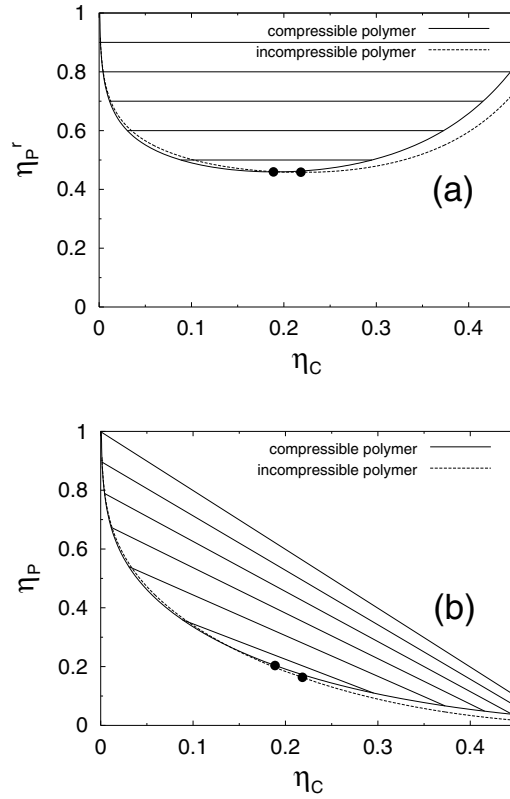 1
compressible polymer
incompressible polymer
0.8
0.6
η_P^r
0.4
(a)
0.2
0
0
0.1
0.2
0.3
0.4
η_C
1
compressible polymer
incompressible polymer
0.8
0.6
η_P
0.4
(b)
0.2
0
0
0.1
0.2
0.3
0.4
η_C